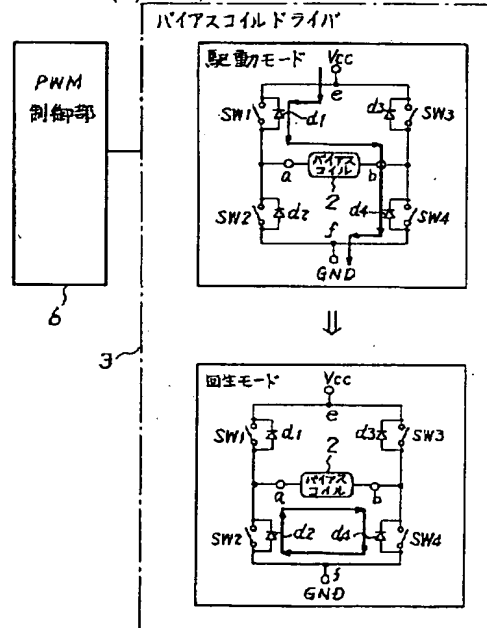 バイアスコイルドライバ
PWM
制御部
6
3
駆動モード
Vcc
e
SW1
d1
d3
SW3
a
バイアス
コイル
b
2
SW2
d2
f
d4
SW4
GND
⇓
回生モード
Vcc
e
SW1
d1
2
d3
SW3
a
バイアス
コイル
b
SW2
d2
d4
SW4
f
GND